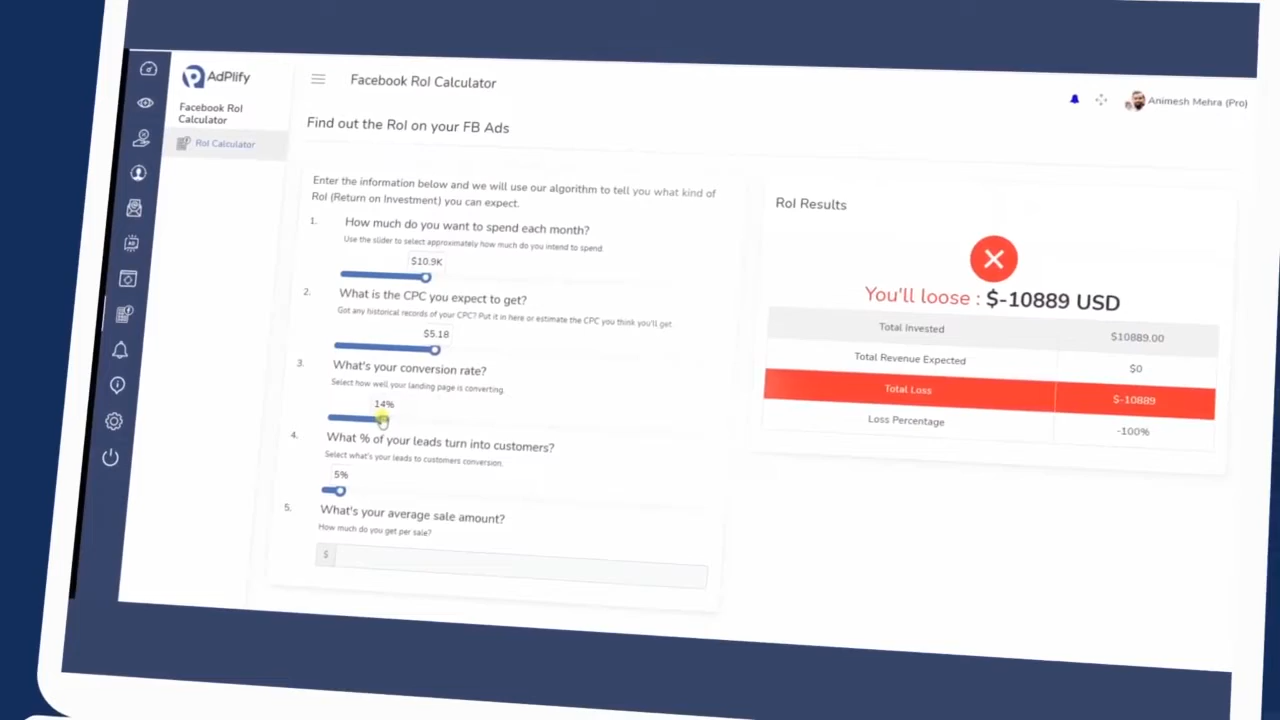 AdPlify
Facebook RoI Calculator
Animesh Mehra (Pro)
Facebook RoI
Calculator
RoI Calculator
Find out the RoI on your FB Ads
Enter the information below and we will use our algorithm to tell you what kind of
RoI (Return on Investment) you can expect.
1. How much do you want to spend each month?
Use the slider to select approximately how much do you intend to spend
$10.9K
2. What is the CPC you expect to get?
Got any historical records of your CPC? Put it in here or estimate the CPC you think you'll get
$5.18
3. What's your conversion rate?
Select how well your landing page is converting.
14%
4. What % of your leads turn into customers?
Select what's your leads to customers conversion.
5%
5. What's your average sale amount?
How much do you get per sale?
$
RoI Results
You'll loose : $-10889 USD
Total Invested $10889.00
Total Revenue Expected $0
Total Loss $-10889
Loss Percentage -100%